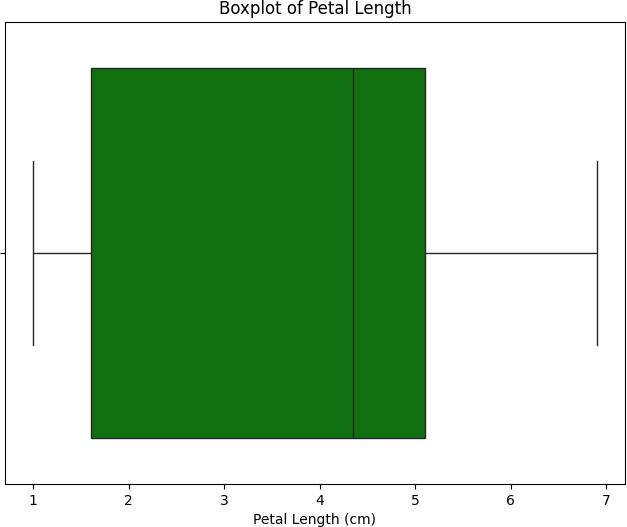 Boxplot of Petal Length
1 2 3 4 5 6 7
Petal Length (cm)